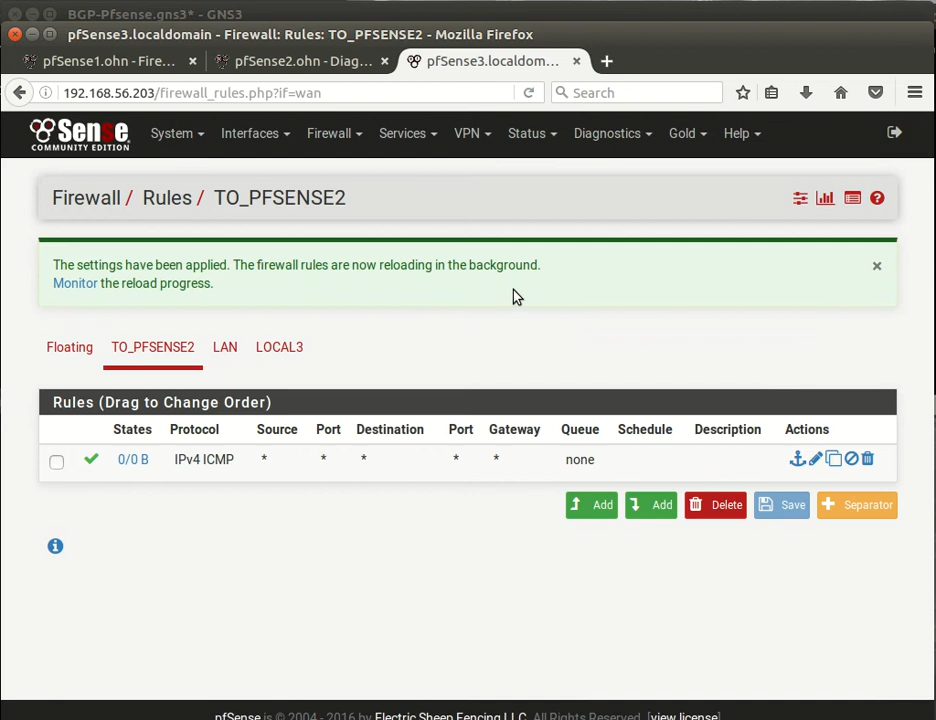 BGP-Pfsense.gns3* - GNS3
pfSense3.localdomain - Firewall: Rules: TO_PFSENSE2 - Mozilla Firefox
pfSense1.ohn - Fire... × pfSense2.ohn - Diag... × pfSense3.localdom... × +
192.168.56.203/firewall_rules.php?if=wan Search
Sense
COMMUNITY EDITION
System Interfaces Firewall Services VPN Status Diagnostics Gold Help
Firewall / Rules / TO_PFSENSE2
The settings have been applied. The firewall rules are now reloading in the background. ×
Monitor the reload progress.
Floating TO_PFSENSE2 LAN LOCAL3
Rules (Drag to Change Order)
States Protocol Source Port Destination Port Gateway Queue Schedule Description Actions
0/0 B IPv4 ICMP * * * * * none
Add Add Delete Save Separator
pfSense is © 2004 - 2016 by Electric Sheep Fencing LLC. All Rights Reserved. [view license]